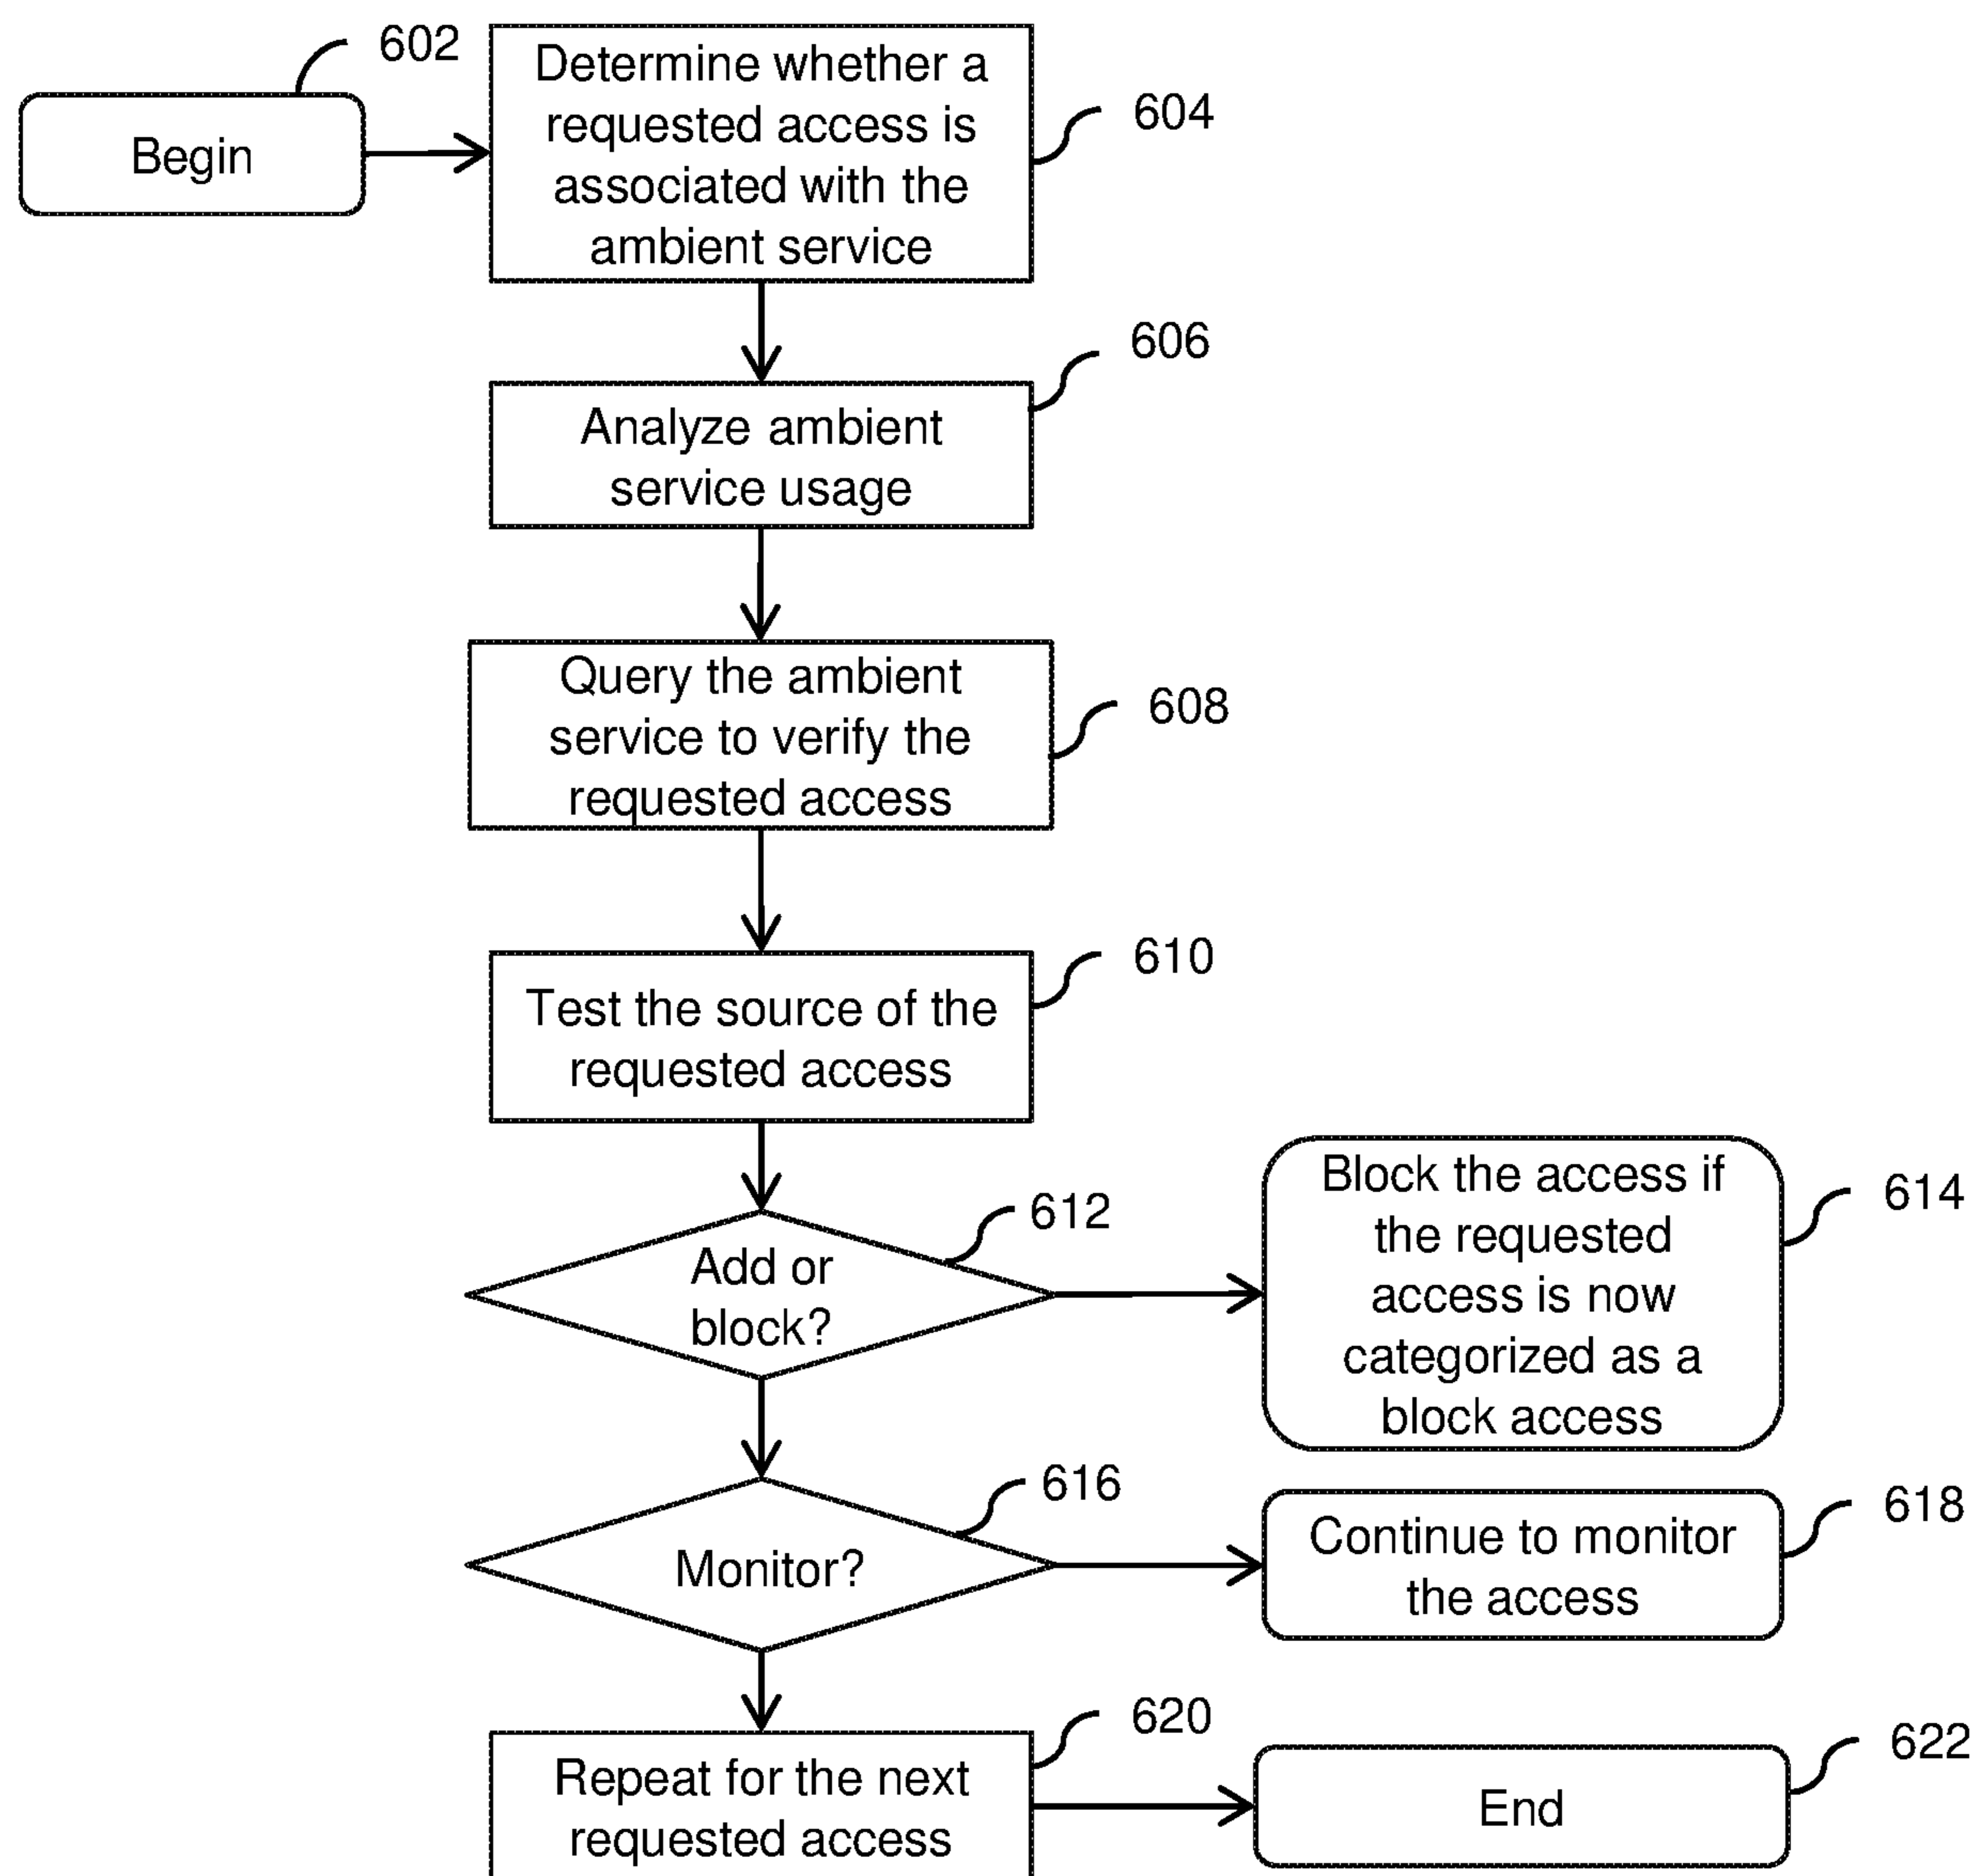 602
Begin
Determine whether a
requested access is
associated with the
ambient service
604
Analyze ambient
service usage
606
Query the ambient
service to verify the
requested access
608
Test the source of the
requested access
610
Add or
block?
612
Block the access if
the requested
access is now
categorized as a
block access
614
Monitor?
616
Continue to monitor
the access
618
Repeat for the next
requested access
620
End
622